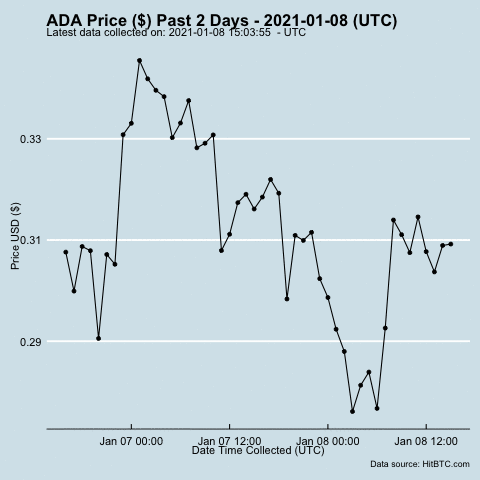 ADA Price ($) Past 2 Days - 2021-01-08 (UTC)
Latest data collected on: 2021-01-08 15:03:55 - UTC
0.33
0.31
0.29
Price USD ($)
Jan 07 00:00 Jan 07 12:00 Jan 08 00:00 Jan 08 12:00
Date Time Collected (UTC)
Data source: HitBTC.com